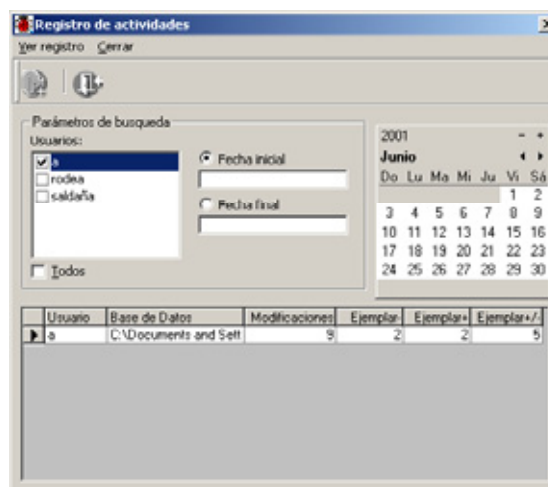 Registro de actividades
Ver registro Cerrar
Parámetros de busqueda
Usuarios:
a
rodea
saldaña
Todos
Fecha inicial
Fecha final
2001 - +
Junio
Do Lu Ma Mi Ju Vi Sá
1 2
3 4 5 6 7 8 9
10 11 12 13 14 15 16
17 18 19 20 21 22 23
24 25 26 27 28 29 30
Usuario Base de Datos Modificaciones Ejemplar- Ejemplar+ Ejemplar+/-
a C:\Documents and Sett 9 2 2 5